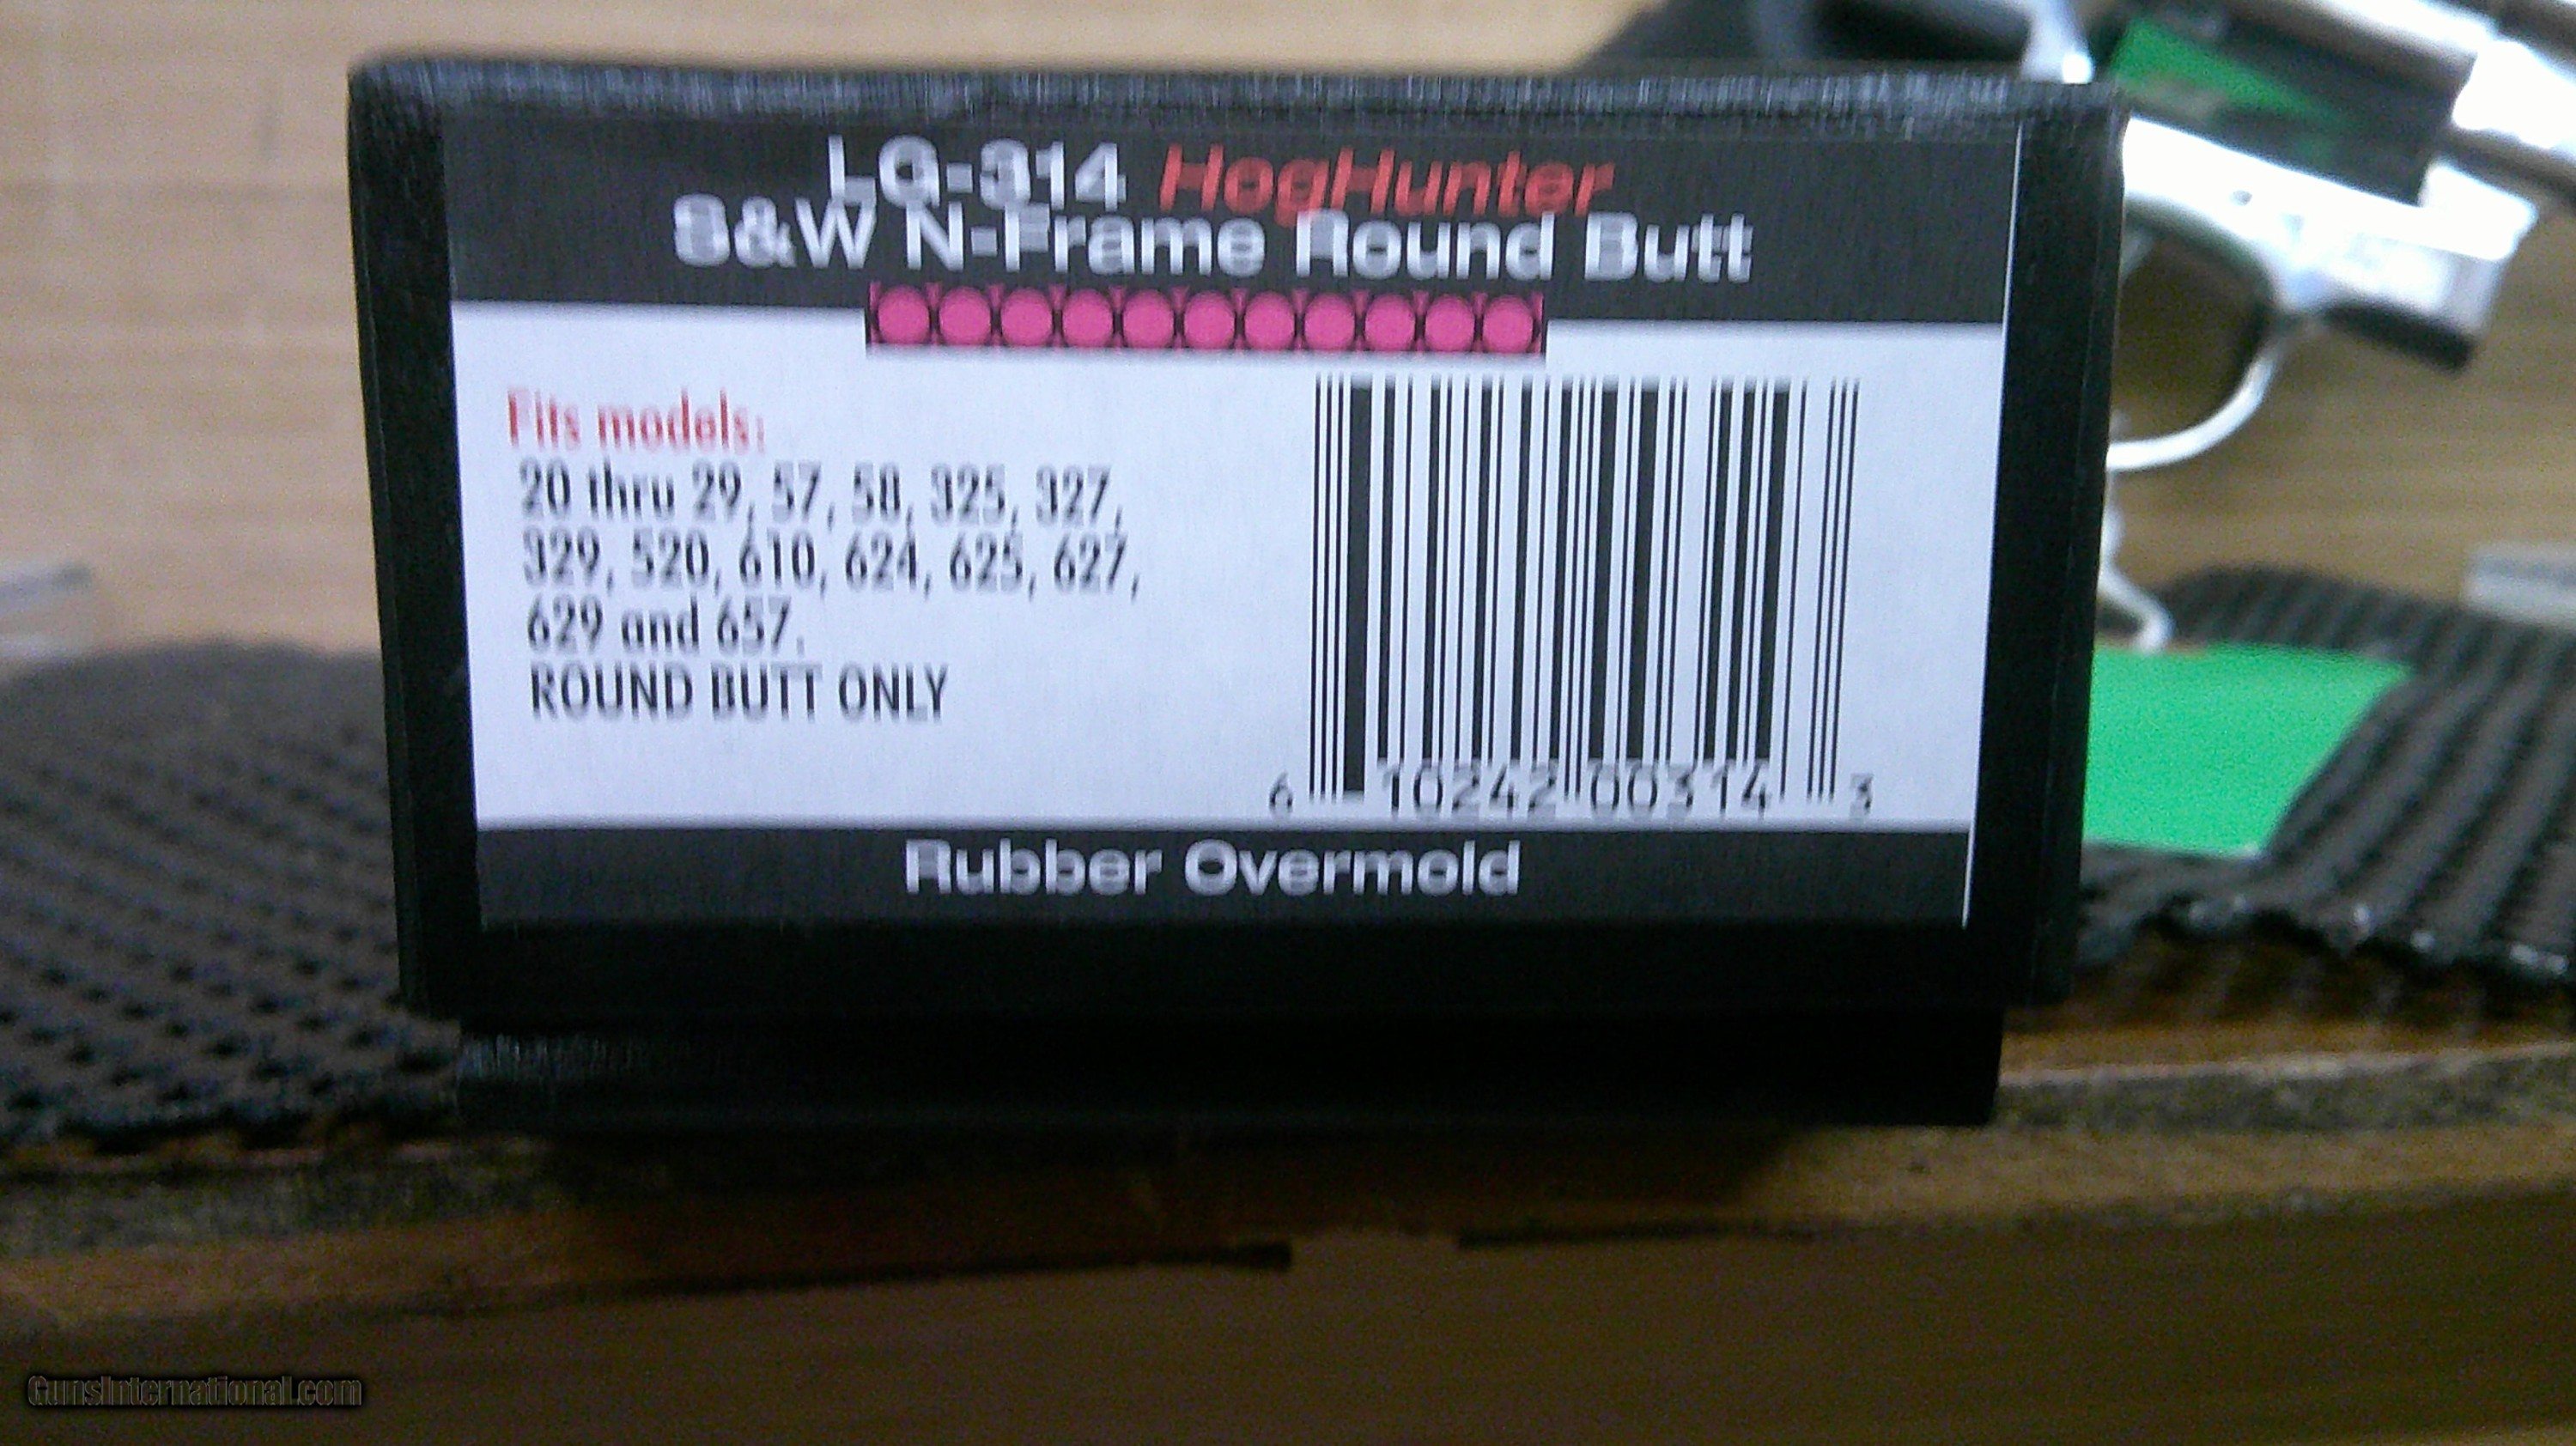 LG-314 HogHunter
S&W N-Frame Round Butt
Fits models:
20 thru 29, 57, 58, 325, 327,
329, 520, 610, 624, 625, 627,
629 and 657.
ROUND BUTT ONLY
6 10242 00314 3
Rubber Overmold
GunsInternational.com